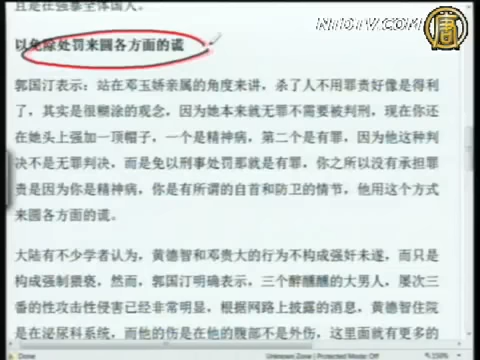 且是在强暴全体国人。
NTDTV.COM
唐
以免除处罚来圆各方面的谎
郭国汀表示：站在邓玉娇亲属的角度来讲，杀了人不用罪责好像是得利
了，其实是很糊涂的观念，因为她本来就无罪不需要被判刑，现在你还
在她头上强加一顶帽子，一个是精神病，第二个是有罪，因为他这种判
决不是无罪判决，而是免以刑事处罚那就是有罪，你之所以没有承担罪
责是因为你是精神病，你是有所谓的自首和防卫的情节，他用这个方式
来圆各方面的谎。
大陆有不少学者认为，黄德智和邓贵大的行为不构成强奸未遂，而只是
构成强制猥亵，然而，郭国汀明确表示，三个醉醺醺的大男人，屡次三
番的性攻击性侵害已经非常明显，根据网路上披露的消息，黄德智住院
是在泌尿科系统，而他的伤是在他的腹部不是外伤，这里面就有更多的
Done
Unknown Zone | Protected Mode: Off
150%